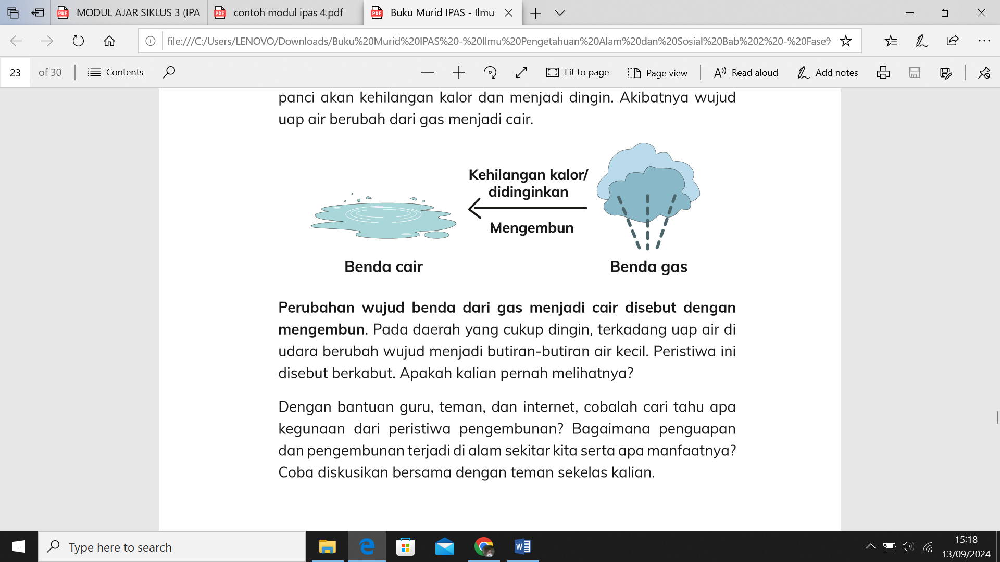 MODUL AJAR SIKLUS 3 (IPA
contoh modul ipas 4.pdf
Buku Murid IPAS - Ilmu
file:///C:/Users/LENOVO/Downloads/Buku%20Murid%20IPAS%20-%20Ilmu%20Pengetahuan%20Alam%20dan%20Sosial%20Bab%202%20-%20Fase%
23 of 30
Contents
Fit to page
Page view
Read aloud
Add notes
panci akan kehilangan kalor dan menjadi dingin. Akibatnya wujud
uap air berubah dari gas menjadi cair.
Kehilangan kalor/
didinginkan
Mengembun
Benda cair
Benda gas
Perubahan wujud benda dari gas menjadi cair disebut dengan
mengembun. Pada daerah yang cukup dingin, terkadang uap air di
udara berubah wujud menjadi butiran-butiran air kecil. Peristiwa ini
disebut berkabut. Apakah kalian pernah melihatnya?
Dengan bantuan guru, teman, dan internet, cobalah cari tahu apa
kegunaan dari peristiwa pengembunan? Bagaimana penguapan
dan pengembunan terjadi di alam sekitar kita serta apa manfaatnya?
Coba diskusikan bersama dengan teman sekelas kalian.
Type here to search
15:18
13/09/2024